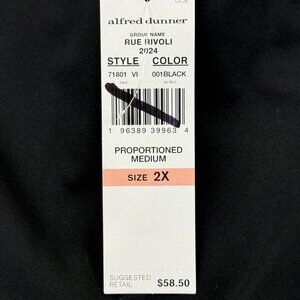 alfred dunner
GROUP NAME
RUE RIVOLI
2024
STYLE COLOR
71801 VI 001BLACK
1 96389 39963 4
PROPORTIONED
MEDIUM
SIZE 2X
SUGGESTED
RETAIL $58.50